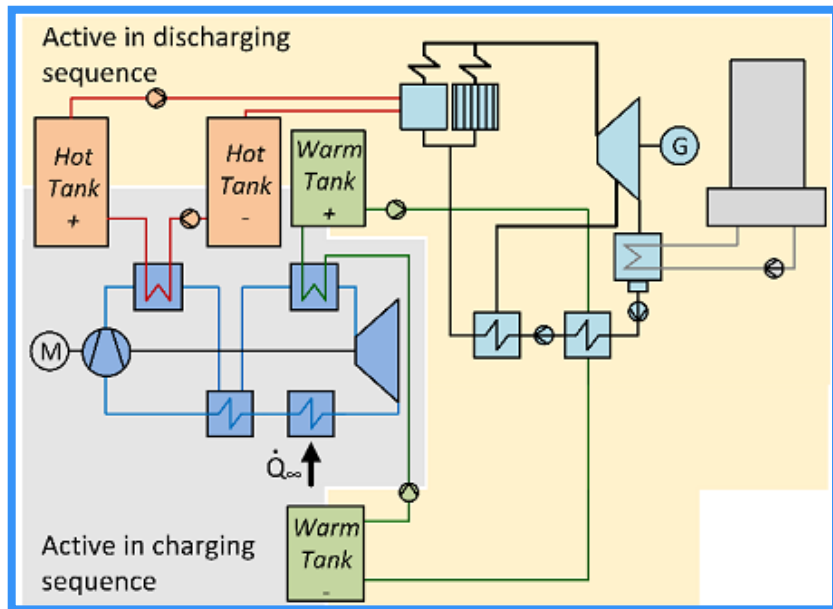 Active in discharging
sequence
Hot
Tank
+
Hot
Tank
-
Warm
Tank
+
G
M
Q̇∞
Warm
Tank
-
Active in charging
sequence